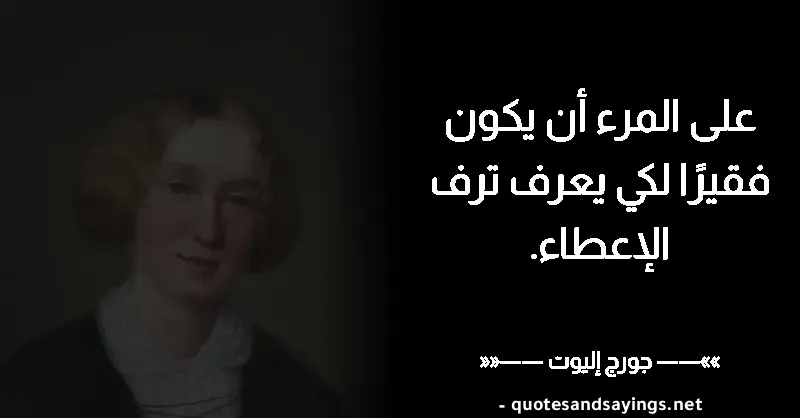 على المرء أن يكون
فقيرًا لكي يعرف ترف
الإعطاء.
»»—— جورج إليوت ——««
- quotesandsayings.net